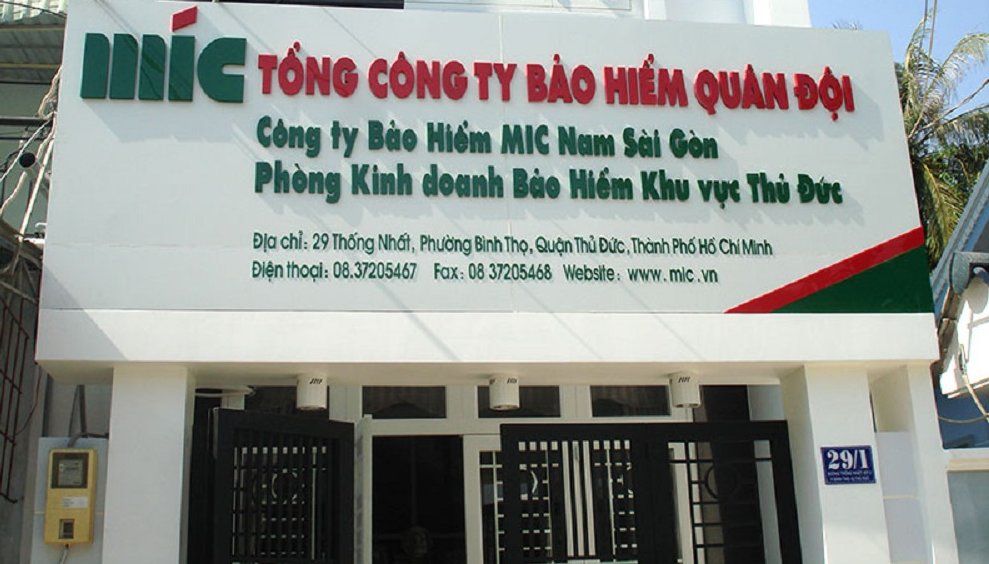 míc TỔNG CÔNG TY BẢO HIỂM QUÂN ĐỘI
Công ty Bảo Hiểm MIC Nam Sài Gòn
Phòng Kinh doanh Bảo Hiểm Khu vực Thủ Đức
Địa chỉ: 29 Thống Nhất, Phường Bình Thọ, Quận Thủ Đức, Thành Phố Hồ Chí Minh
Điện thoại: 08.37205467 Fax: 08 37205468 Website: www.mic.vn
29/1